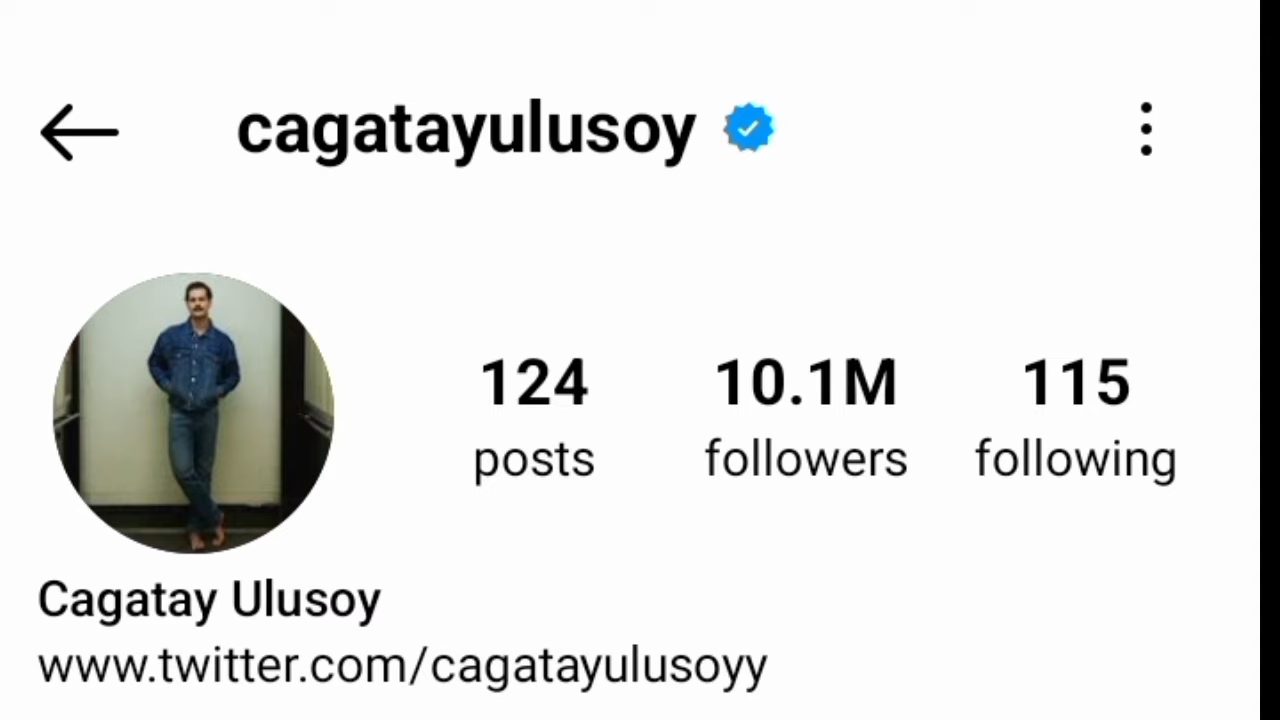 cagatayulusoy
124 10.1M 115
posts followers following
Cagatay Ulusoy
www.twitter.com/cagatayulusoyy